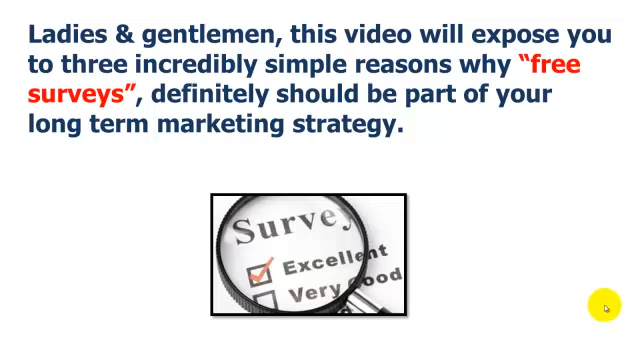 Ladies & gentlemen, this video will expose you
to three incredibly simple reasons why “free
surveys”, definitely should be part of your
long term marketing strategy.
Survey
Excellent
Very Good